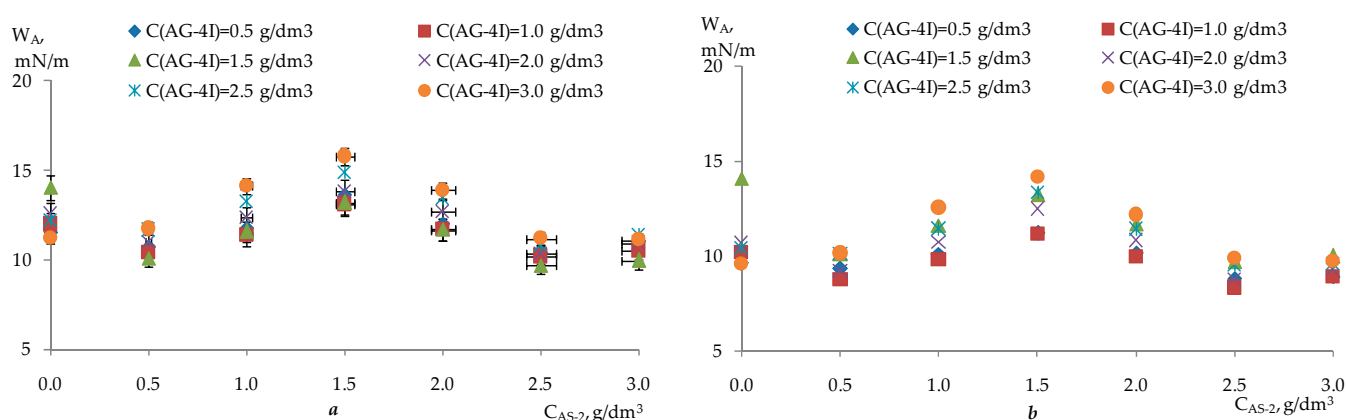 W_A,
mN/m
C(AG-4I)=0.5 g/dm3
C(AG-4I)=1.0 g/dm3
C(AG-4I)=1.5 g/dm3
C(AG-4I)=2.0 g/dm3
C(AG-4I)=2.5 g/dm3
C(AG-4I)=3.0 g/dm3
20
15
10
5
0.0 0.5 1.0 1.5 2.0 2.5 3.0
a
C_AS-2, g/dm³
W_A,
mN/m
C(AG-4I)=0.5 g/dm3
C(AG-4I)=1.0 g/dm3
C(AG-4I)=1.5 g/dm3
C(AG-4I)=2.0 g/dm3
C(AG-4I)=2.5 g/dm3
C(AG-4I)=3.0 g/dm3
20
15
10
5
0.0 0.5 1.0 1.5 2.0 2.5 3.0
b
C_AS-2, g/dm³